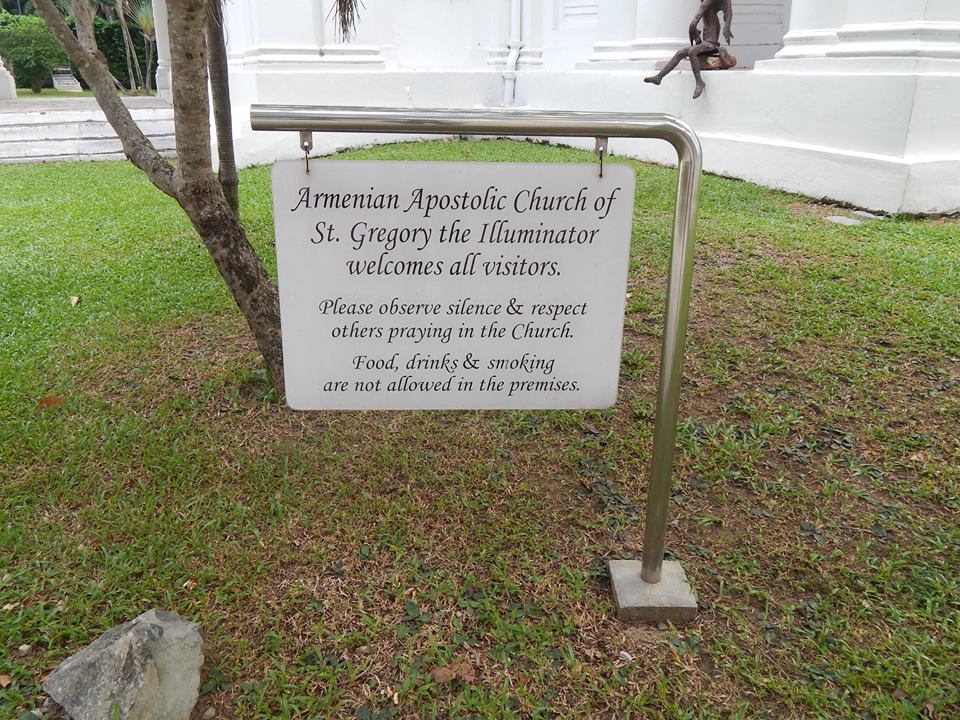 Armenian Apostolic Church of
St. Gregory the Illuminator
welcomes all visitors.
Please observe silence & respect
others praying in the Church.
Food, drinks & smoking
are not allowed in the premises.